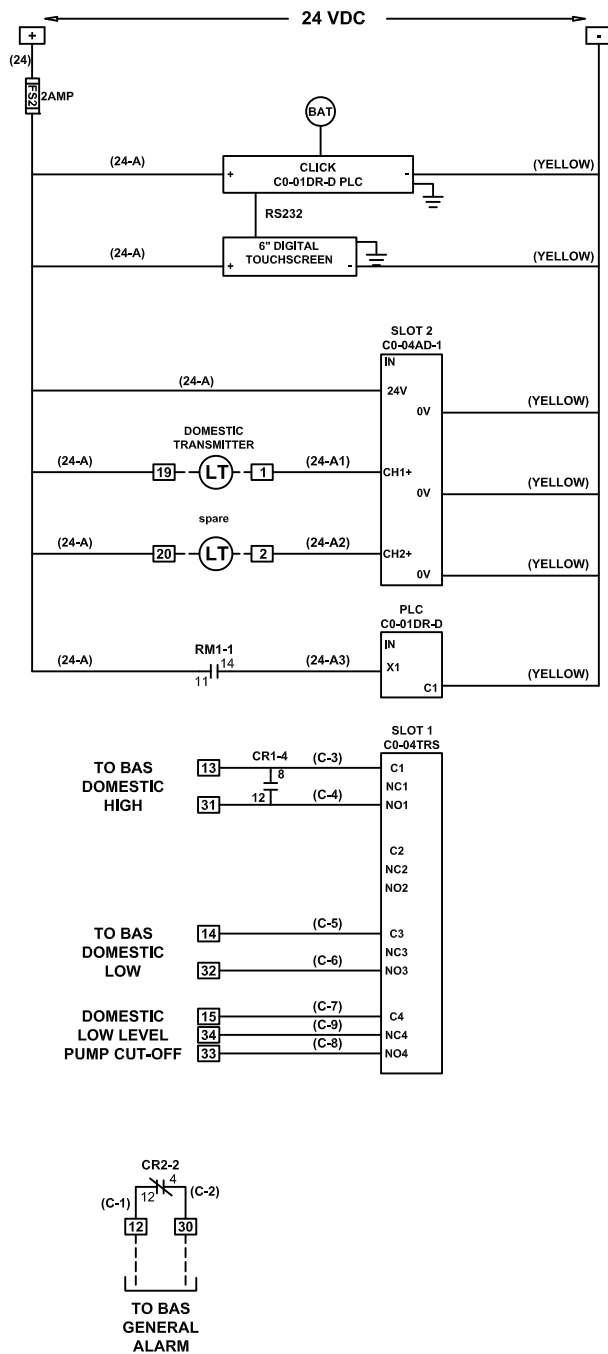 24 VDC
+
-
(24)
FS2
2AMP
BAT
(24-A)
CLICK
C0-01DR-D PLC
(YELLOW)
+
-
RS232
(24-A)
6" DIGITAL
TOUCHSCREEN
(YELLOW)
+
-
SLOT 2
C0-04AD-1
IN
(24-A)
24V
(YELLOW)
0V
DOMESTIC
TRANSMITTER
(24-A)
19
LT
1
(24-A1)
CH1+
(YELLOW)
0V
spare
(24-A)
20
LT
2
(24-A2)
CH2+
(YELLOW)
0V
PLC
C0-01DR-D
IN
RM1-1
(24-A)
11
14
(24-A3)
X1
(YELLOW)
C1
SLOT 1
C0-04TRS
TO BAS
DOMESTIC
HIGH
13
CR1-4
(C-3)
C1
8
NC1
31
12
(C-4)
NO1
C2
NC2
NO2
TO BAS
DOMESTIC
LOW
14
(C-5)
C3
NC3
32
(C-6)
NO3
DOMESTIC
LOW LEVEL
PUMP CUT-OFF
15
(C-7)
C4
34
(C-9)
NC4
33
(C-8)
NO4
CR2-2
4
12
(C-1)
(C-2)
12
30
TO BAS
GENERAL
ALARM